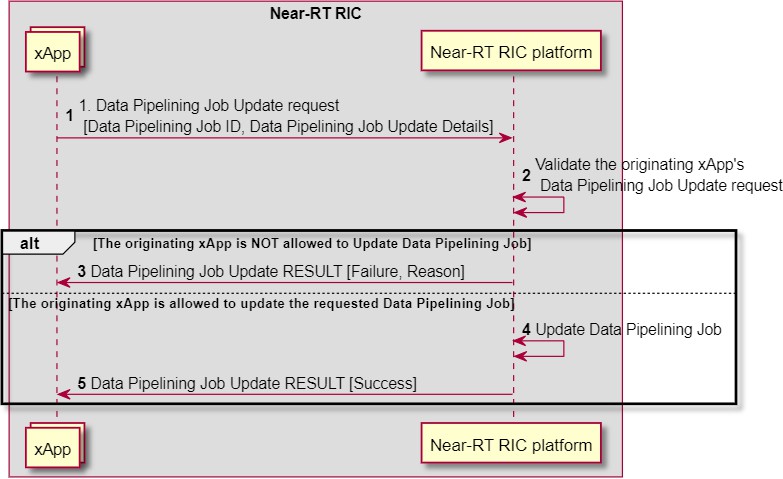 Near-RT RIC
xApp
Near-RT RIC platform
1 1. Data Pipelining Job Update request
[Data Pipelining Job ID, Data Pipelining Job Update Details]
2 Validate the originating xApp's
Data Pipelining Job Update request
alt [The originating xApp is NOT allowed to Update Data Pipelining Job]
3 Data Pipelining Job Update RESULT [Failure, Reason]
[The originating xApp is allowed to update the requested Data Pipelining Job]
4 Update Data Pipelining Job
5 Data Pipelining Job Update RESULT [Success]
xApp
Near-RT RIC platform